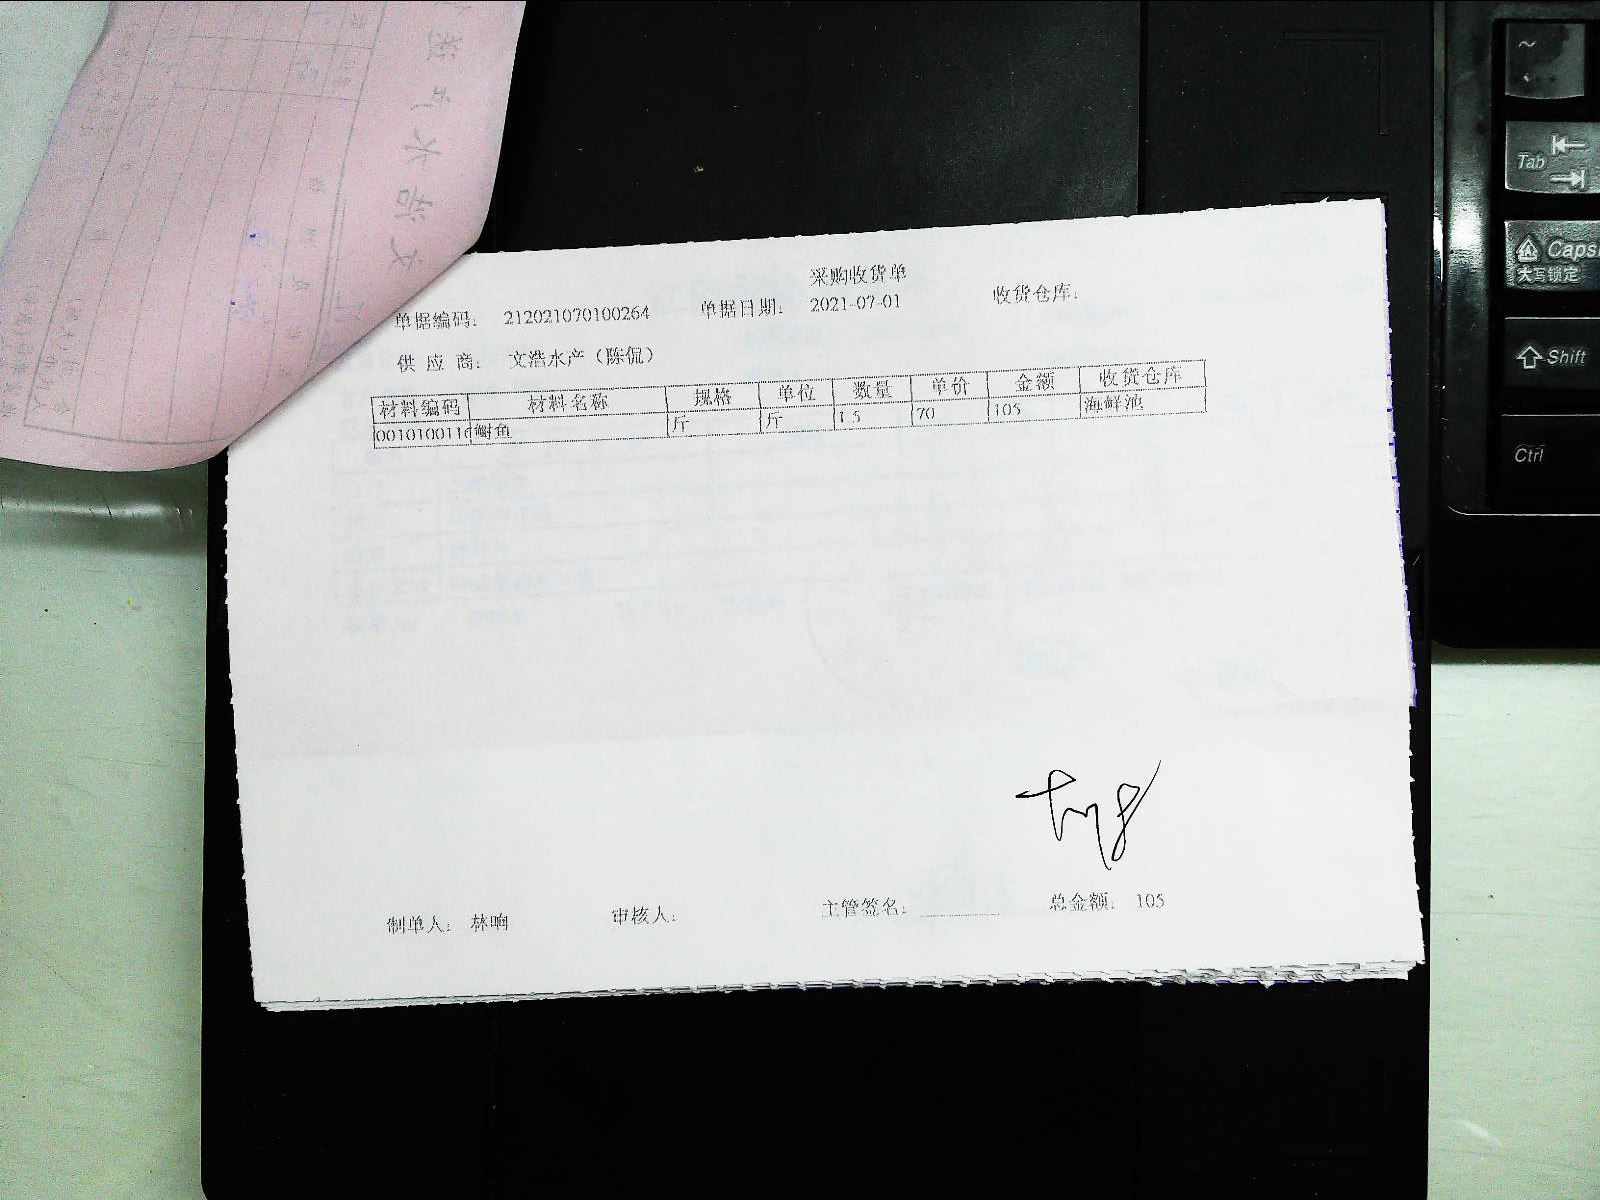 采购收货单
单据编码： 212021070100264 单据日期： 2021-07-01 收货仓库：
供 应 商： 文浩水产（陈侃）
材料编码 材料名称 规格 单位 数量 单价 金额 收货仓库
0010100116 鲥鱼 斤 斤 1.5 70 105 海鲜池
制单人： 林响 审核人： 主管签名： 总金额： 105
~
Tab
Caps
大写锁定
Shift
Ctrl